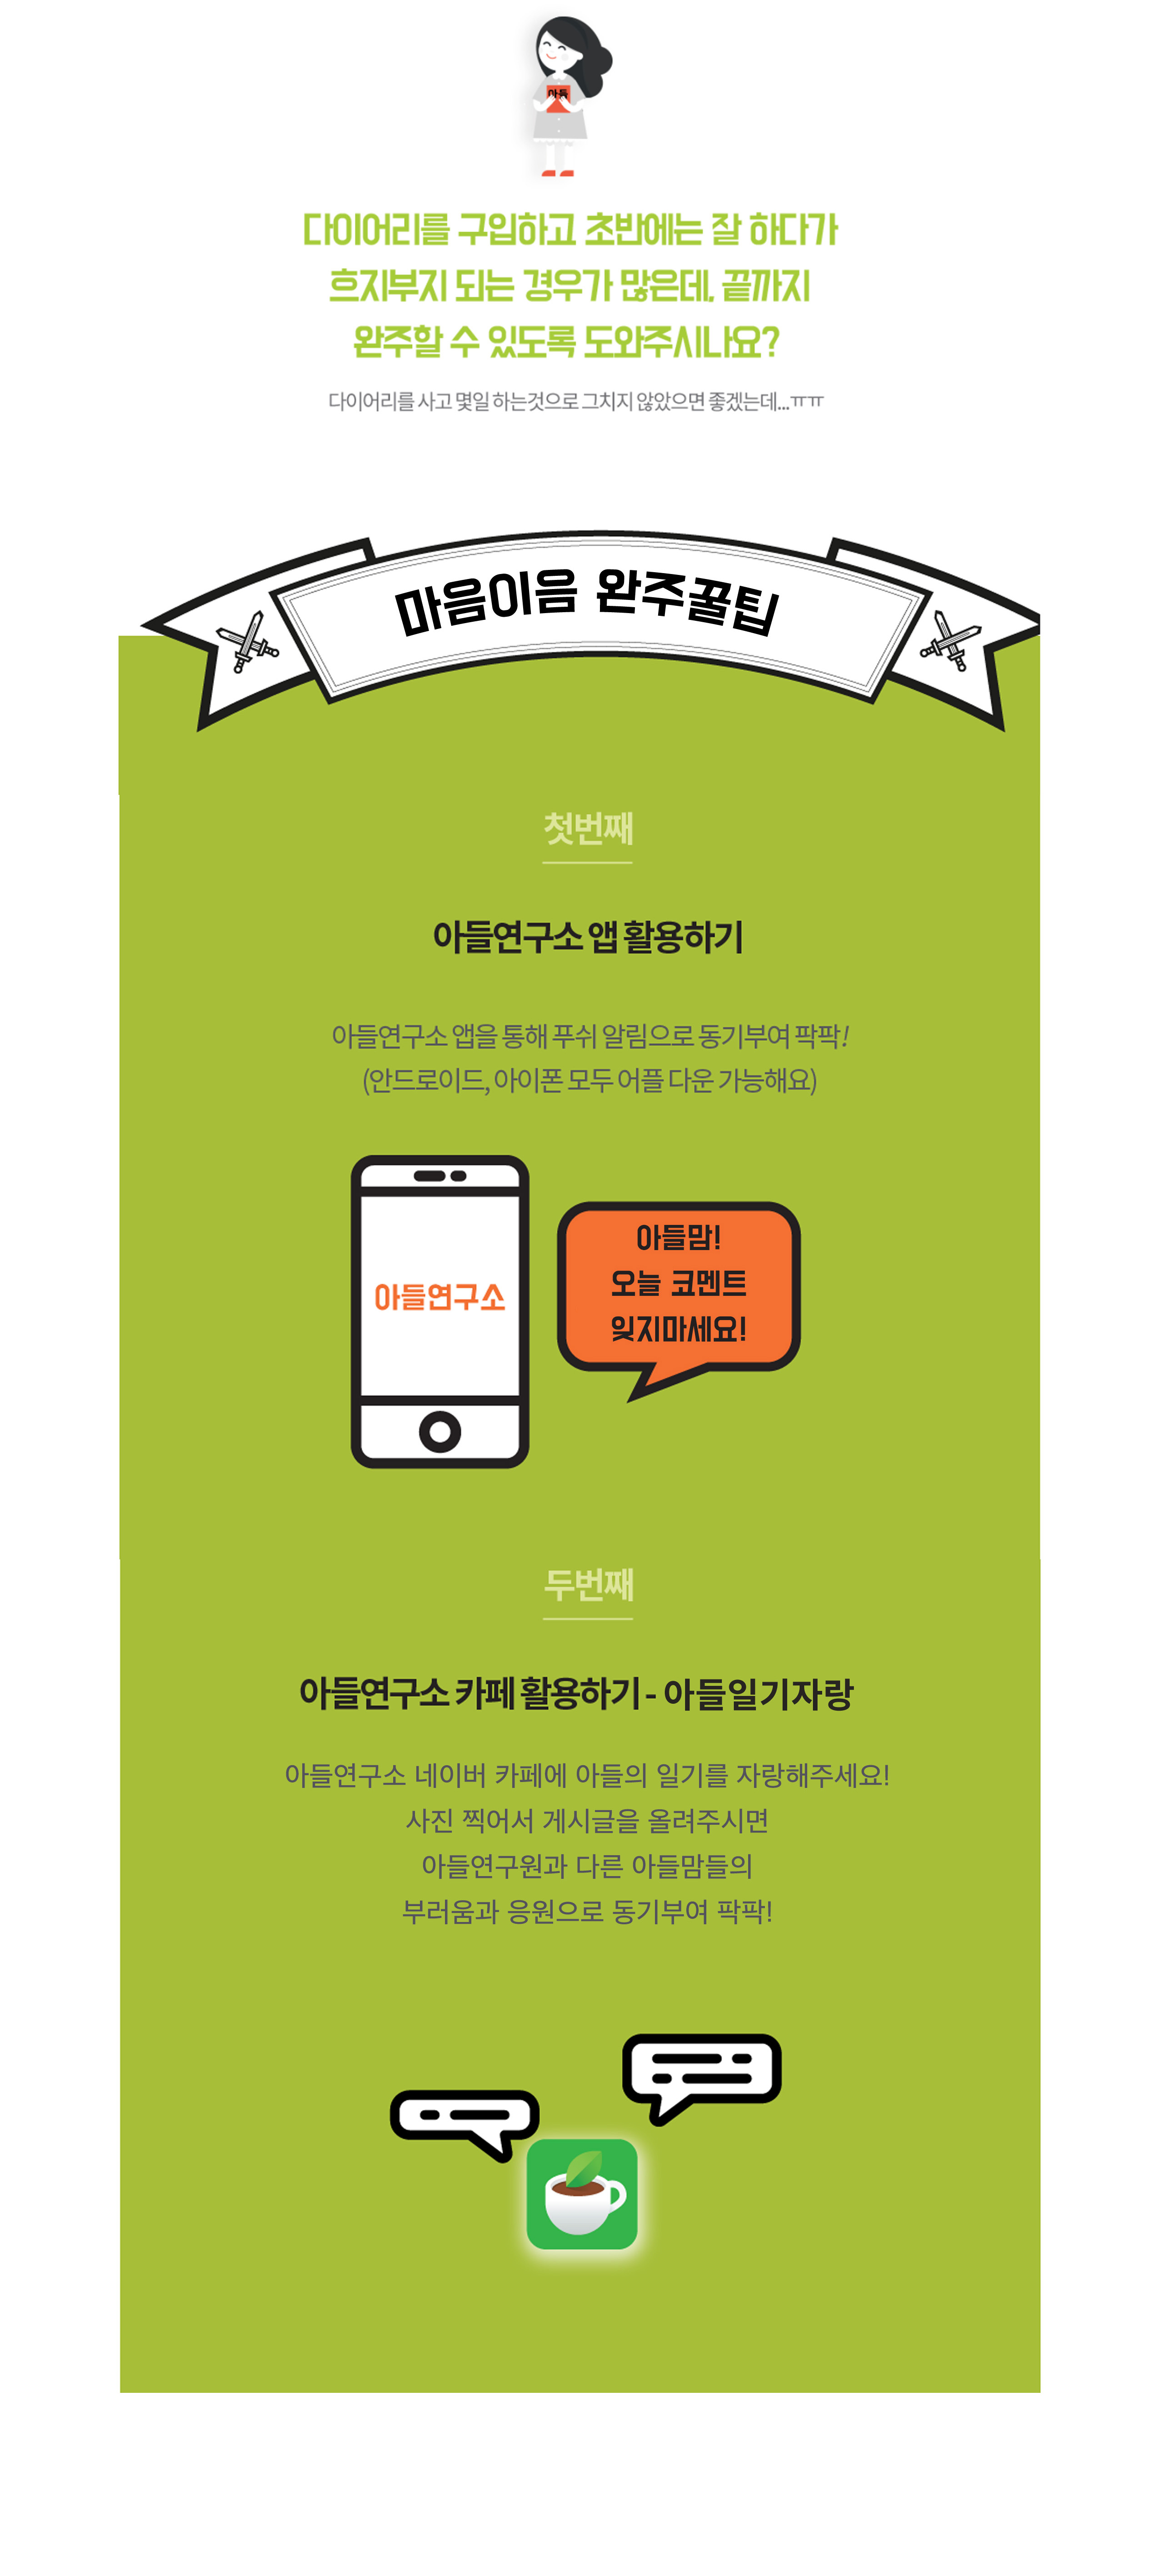 아들
다이어리를 구입하고 초반에는 잘 하다가
흐지부지 되는 경우가 많은데, 끝까지
완주할 수 있도록 도와주시나요?
다이어리를 사고 몇일 하는것으로 그치지 않았으면 좋겠는데...ㅠㅠ
마음이음 완주꿀팁
첫번째
아들연구소 앱 활용하기
아들연구소 앱을 통해 푸쉬 알림으로 동기부여 팍팍!
(안드로이드, 아이폰 모두 어플 다운 가능해요)
아들연구소
아들맘!
오늘 코멘트
잊지마세요!
두번째
아들연구소 카페 활용하기 - 아들일기자랑
아들연구소 네이버 카페에 아들의 일기를 자랑해주세요!
사진 찍어서 게시글을 올려주시면
아들연구원과 다른 아들맘들의
부러움과 응원으로 동기부여 팍팍!